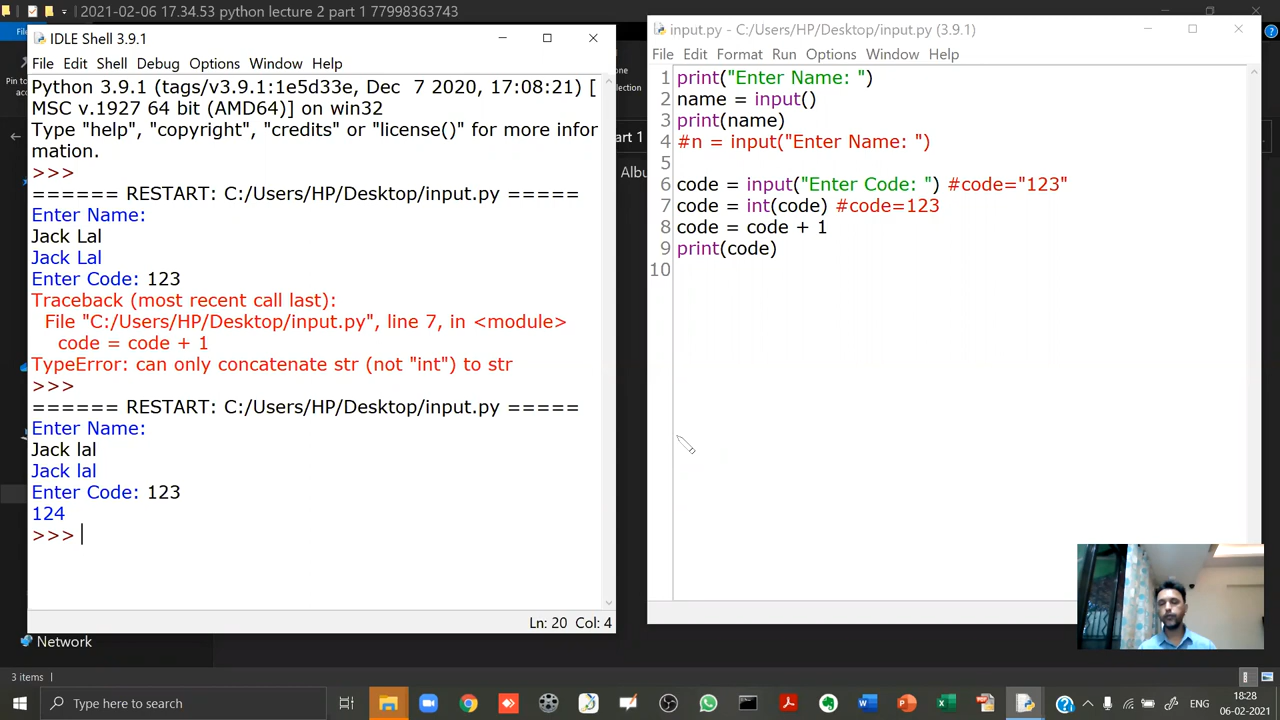 2021-02-06 17.34.53 python lecture 2 part 1 77998363743
IDLE Shell 3.9.1
File Edit Shell Debug Options Window Help
Python 3.9.1 (tags/v3.9.1:1e5d33e, Dec 7 2020, 17:08:21) [
MSC v.1927 64 bit (AMD64)] on win32
Type "help", "copyright", "credits" or "license()" for more infor
mation.
>>>
====== RESTART: C:/Users/HP/Desktop/input.py =====
Enter Name:
Jack Lal
Jack Lal
Enter Code: 123
Traceback (most recent call last):
File "C:/Users/HP/Desktop/input.py", line 7, in <module>
code = code + 1
TypeError: can only concatenate str (not "int") to str
>>>
====== RESTART: C:/Users/HP/Desktop/input.py =====
Enter Name:
Jack lal
Jack lal
Enter Code: 123
124
>>>
Ln: 20 Col: 4
input.py - C:/Users/HP/Desktop/input.py (3.9.1)
File Edit Format Run Options Window Help
1 print("Enter Name: ")
2 name = input()
3 print(name)
4 #n = input("Enter Name: ")
5
6 code = input("Enter Code: ") #code="123"
7 code = int(code) #code=123
8 code = code + 1
9 print(code)
10
Network
3 items
Type here to search
ENG
18:28
06-02-2021